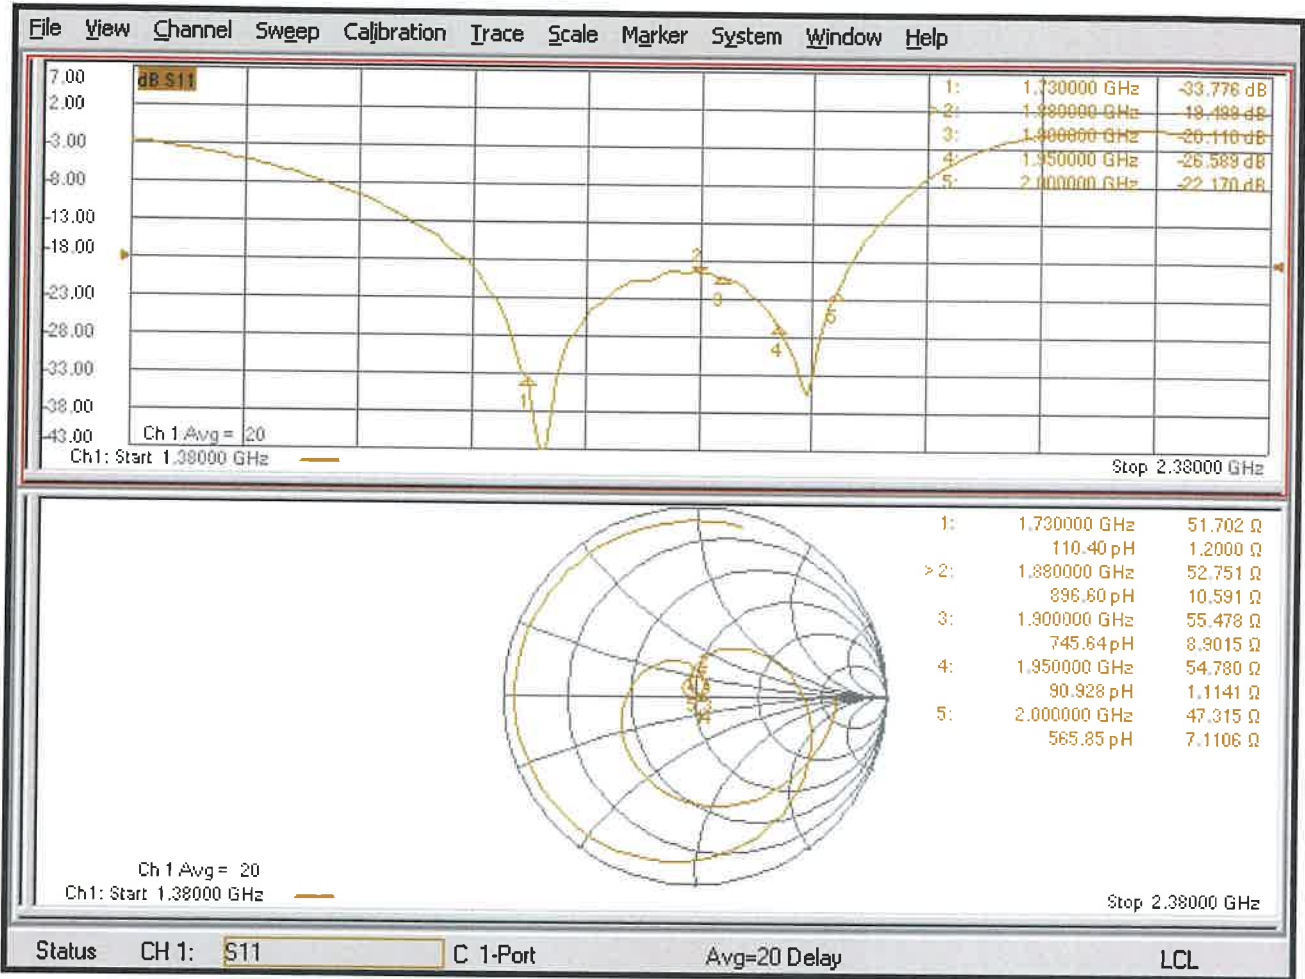 File View Channel Sweep Calibration Trace Scale Marker System Window Help
7.00
2.00
-3.00
-8.00
-13.00
-18.00
-23.00
-28.00
-33.00
-38.00
-43.00
dB S11
1: 1.730000 GHz -33.776 dB
>2: 1.880000 GHz -19.499 dB
3: 1.900000 GHz -20.110 dB
4: 1.950000 GHz -26.589 dB
5: 2.000000 GHz -22.170 dB
1
2
3
4
5
Ch 1 Avg = 20
Ch1: Start 1.38000 GHz
Stop 2.38000 GHz
1: 1.730000 GHz 51.702 Ω
110.40 pH 1.2000 Ω
>2: 1.880000 GHz 52.751 Ω
896.60 pH 10.591 Ω
3: 1.900000 GHz 55.478 Ω
745.64 pH 8.9015 Ω
4: 1.950000 GHz 54.780 Ω
90.928 pH 1.1141 Ω
5: 2.000000 GHz 47.315 Ω
565.85 pH 7.1106 Ω
Ch 1 Avg = 20
Ch1: Start 1.38000 GHz
Stop 2.38000 GHz
Status CH 1: S11 C 1-Port Avg=20 Delay LCL